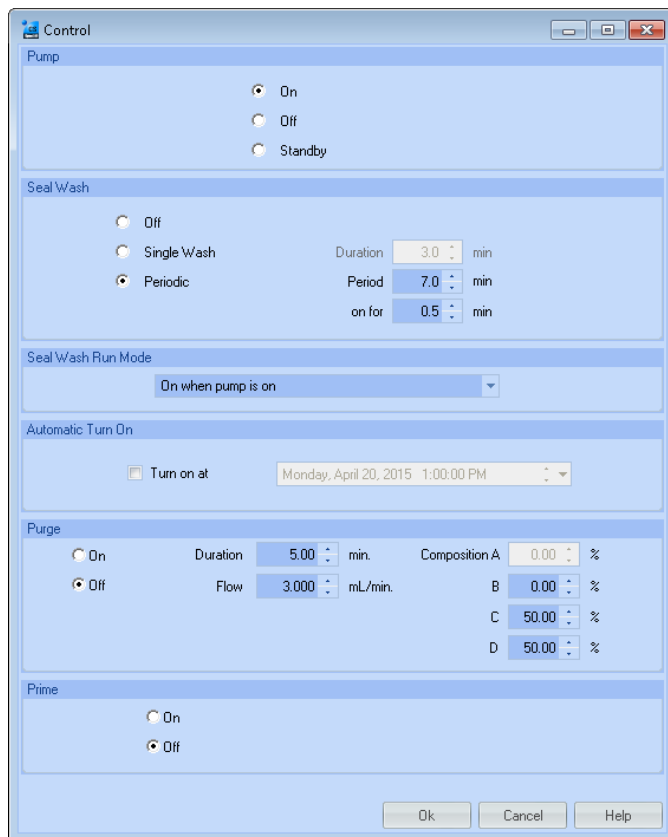 Control
Pump
On
Off
Standby
Seal Wash
Off
Single Wash Duration 3.0 min
Periodic Period 7.0 min
on for 0.5 min
Seal Wash Run Mode
On when pump is on
Automatic Turn On
Turn on at Monday, April 20, 2015 1:00:00 PM
Purge
On Duration 5.00 min. Composition A 0.00 %
Off Flow 3.000 mL/min. B 0.00 %
C 50.00 %
D 50.00 %
Prime
On
Off
Ok Cancel Help